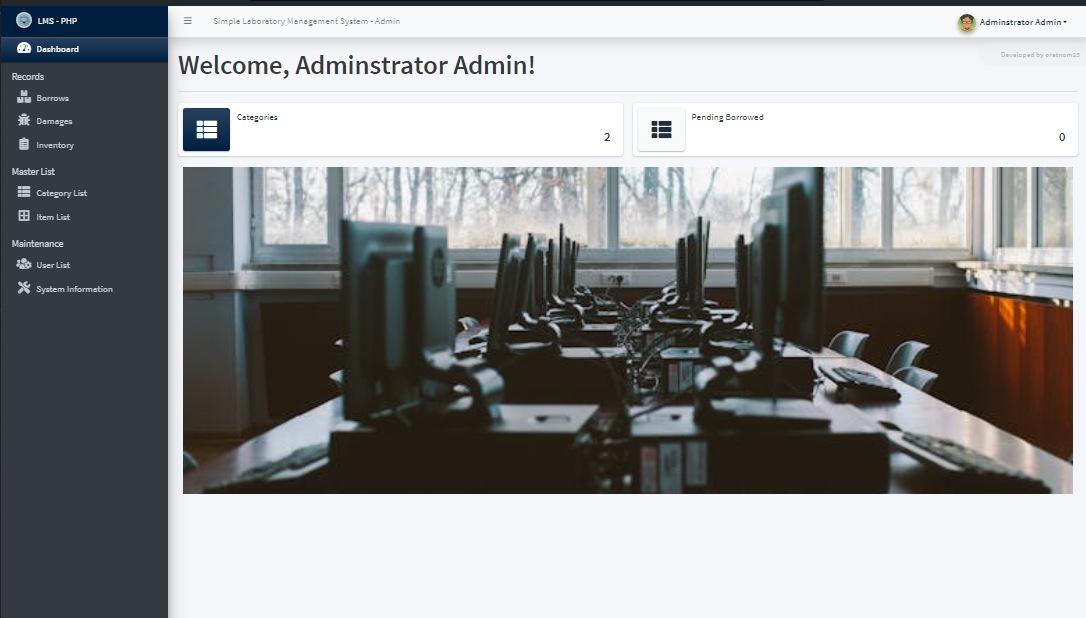 LMS - PHP
Simple Laboratory Management System - Admin
Adminstrator Admin
Dashboard
Developed by oretnom23
Welcome, Adminstrator Admin!
Records
Borrows
Damages
Inventory
Master List
Category List
Item List
Maintenance
User List
System Information
Categories
2
Pending Borrowed
0